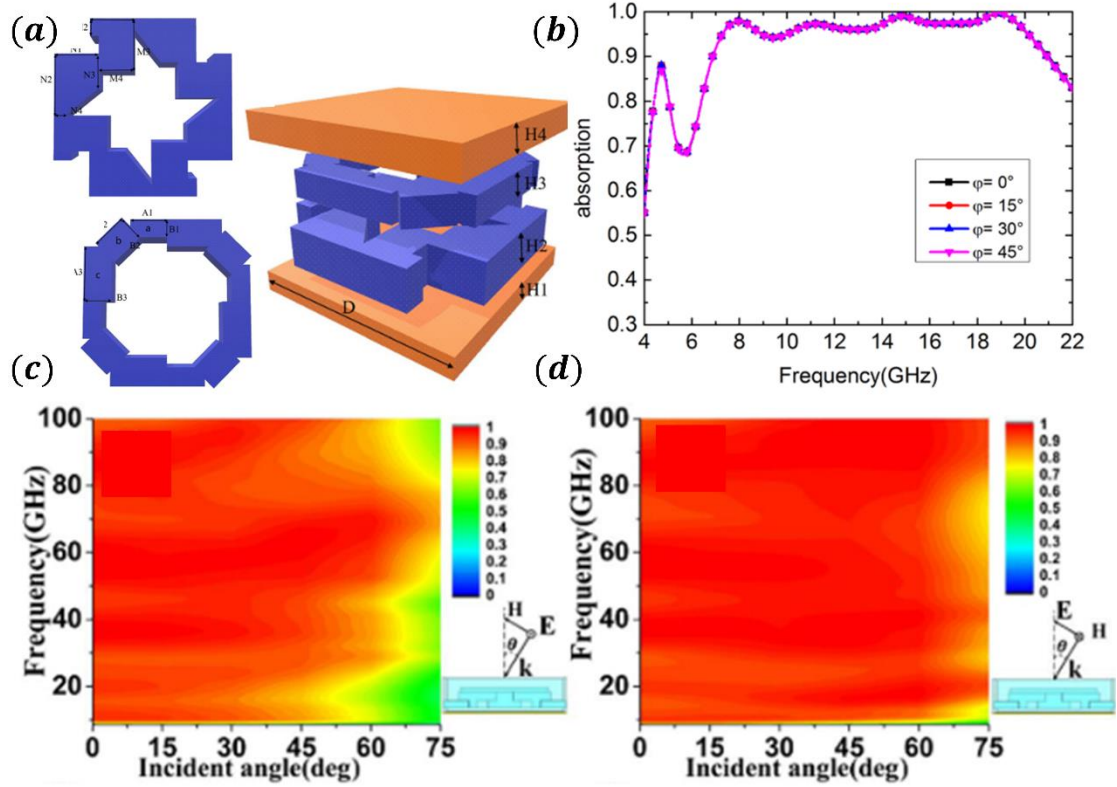 (a)
M3
M4
N1
N2
N3
N4
A1
a
B1
2
b
B2
A3
c
B3
H4
H3
H2
H1
D
(b)
absorption
1.0
0.9
0.8
0.7
0.6
0.5
0.4
0.3
4
6
8
10
12
14
16
18
20
22
Frequency(GHz)
φ= 0°
φ= 15°
φ= 30°
φ= 45°
(c)
Frequency(GHz)
100
80
60
40
20
0
15
30
45
60
75
Incident angle(deg)
1
0.9
0.8
0.7
0.6
0.5
0.4
0.3
0.2
0.1
0
H
E
θ
k
(d)
Frequency(GHz)
100
80
60
40
20
0
15
30
45
60
75
Incident angle(deg)
1
0.9
0.8
0.7
0.6
0.5
0.4
0.3
0.2
0.1
0
E
H
θ
k